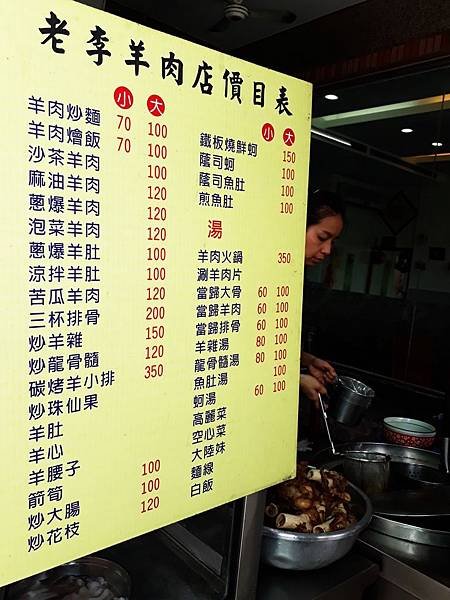 老李羊肉店價目表
小 大
羊肉炒麵 70 100
羊肉燴飯 70 100
沙茶羊肉 100
麻油羊肉 120
蔥爆羊肉 120
泡菜羊肉 120
蔥爆羊肚 100
涼拌羊肚 100
苦瓜羊肉 120
三杯排骨 200
炒羊雜 150
炒龍骨髓 120
碳烤羊小排 350
炒珠仙果
羊肚
羊心
羊腰子 100
箭筍 100
炒大腸 120
炒花枝
小 大
鐵板燒鮮蚵 150
蔭司蚵 100
蔭司魚肚 100
煎魚肚 100
湯
羊肉火鍋 350
涮羊肉片
當歸大骨 60 100
當歸羊肉 60 100
當歸排骨 60 100
羊雜湯 80 100
龍骨髓湯 80 100
魚肚湯 100
蚵湯 60 100
高麗菜
空心菜
大陸妹
麵線
白飯